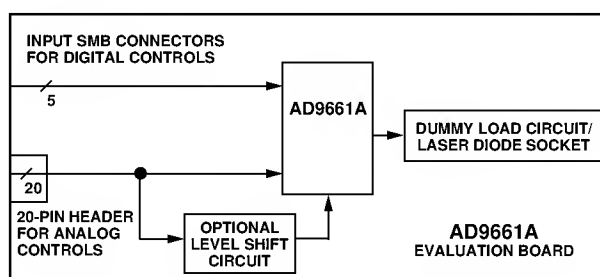 INPUT SMB CONNECTORS
FOR DIGITAL CONTROLS
5
AD9661A
DUMMY LOAD CIRCUIT/
LASER DIODE SOCKET
20
20-PIN HEADER
FOR ANALOG
CONTROLS
OPTIONAL
LEVEL SHIFT
CIRCUIT
AD9661A
EVALUATION BOARD